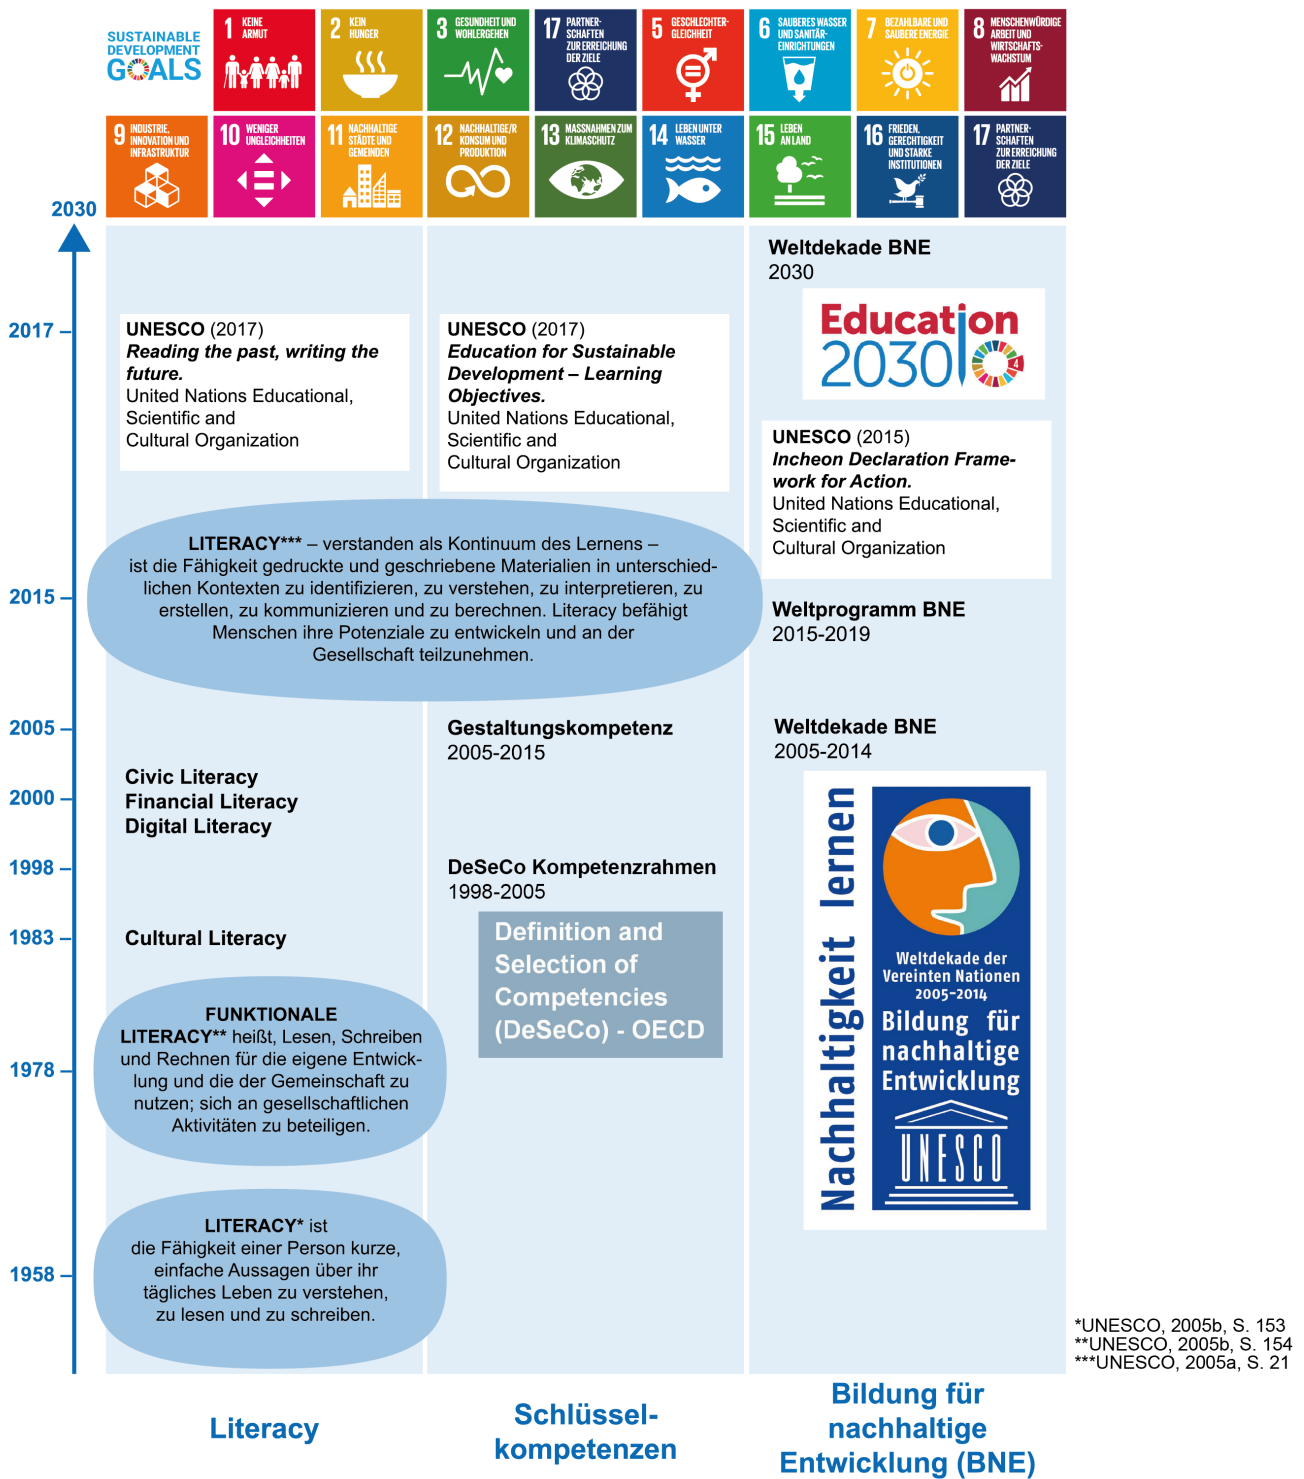 SUSTAINABLE
DEVELOPMENT
GOALS
1 KEINE
ARMUT
2 KEIN
HUNGER
3 GESUNDHEIT UND
WOHLERGEHEN
17 PARTNER-
SCHAFTEN
ZUR ERREICHUNG
DER ZIELE
5 GESCHLECHTER-
GLEICHHEIT
6 SAUBERES WASSER
UND SANITÄR-
EINRICHTUNGEN
7 BEZAHLBARE UND
SAUBERE ENERGIE
8 MENSCHENWÜRDIGE
ARBEIT UND
WIRTSCHAFTS-
WACHSTUM
9 INDUSTRIE,
INNOVATION UND
INFRASTRUKTUR
10 WENIGER
UNGLEICHHEITEN
11 NACHHALTIGE
STÄDTE UND
GEMEINDEN
12 NACHHALTIGE/R
KONSUM UND
PRODUKTION
13 MASSNAHMEN ZUM
KLIMASCHUTZ
14 LEBEN UNTER
WASSER
15 LEBEN
AN LAND
16 FRIEDEN,
GERECHTIGKEIT
UND STARKE
INSTITUTIONEN
17 PARTNER-
SCHAFTEN
ZUR ERREICHUNG
DER ZIELE
2030
2017
2015
2005
2000
1998
1983
1978
1958
UNESCO (2017)
Reading the past, writing the
future.
United Nations Educational,
Scientific and
Cultural Organization
UNESCO (2017)
Education for Sustainable
Development – Learning
Objectives.
United Nations Educational,
Scientific and
Cultural Organization
Weltdekade BNE
2030
Education
2030
4
UNESCO (2015)
Incheon Declaration Frame-
work for Action.
United Nations Educational,
Scientific and
Cultural Organization
LITERACY*** – verstanden als Kontinuum des Lernens –
ist die Fähigkeit gedruckte und geschriebene Materialien in unterschied-
lichen Kontexten zu identifizieren, zu verstehen, zu interpretieren, zu
erstellen, zu kommunizieren und zu berechnen. Literacy befähigt
Menschen ihre Potenziale zu entwickeln und an der
Gesellschaft teilzunehmen.
Weltprogramm BNE
2015-2019
Gestaltungskompetenz
2005-2015
Weltdekade BNE
2005-2014
Civic Literacy
Financial Literacy
Digital Literacy
DeSeCo Kompetenzrahmen
1998-2005
Definition and
Selection of
Competencies
(DeSeCo) - OECD
Cultural Literacy
FUNKTIONALE
LITERACY** heißt, Lesen, Schreiben
und Rechnen für die eigene Entwick-
lung und die der Gemeinschaft zu
nutzen; sich an gesellschaftlichen
Aktivitäten zu beteiligen.
LITERACY* ist
die Fähigkeit einer Person kurze,
einfache Aussagen über ihr
tägliches Leben zu verstehen,
zu lesen und zu schreiben.
Nachhaltigkeit lernen
Weltdekade der
Vereinten Nationen
2005-2014
Bildung für
nachhaltige
Entwicklung
UNESCO
*UNESCO, 2005b, S. 153
**UNESCO, 2005b, S. 154
***UNESCO, 2005a, S. 21
Literacy
Schlüssel-
kompetenzen
Bildung für
nachhaltige
Entwicklung (BNE)